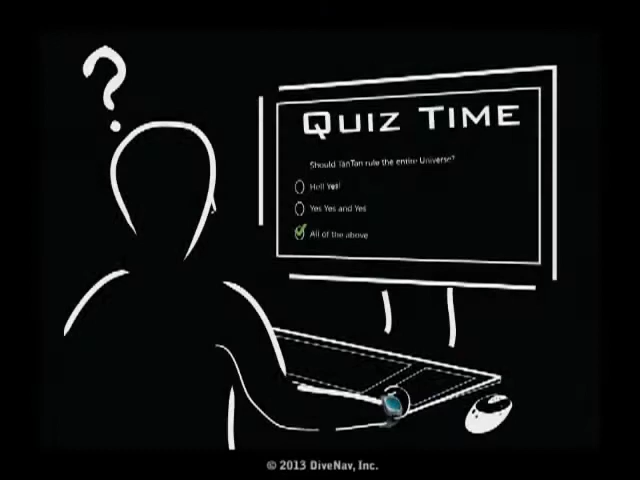 ?
QUIZ TIME
Should TanTan rule the entire Universe?
Hell Yes!
Yes Yes and Yes
All of the above
© 2013 DiveNav, Inc.